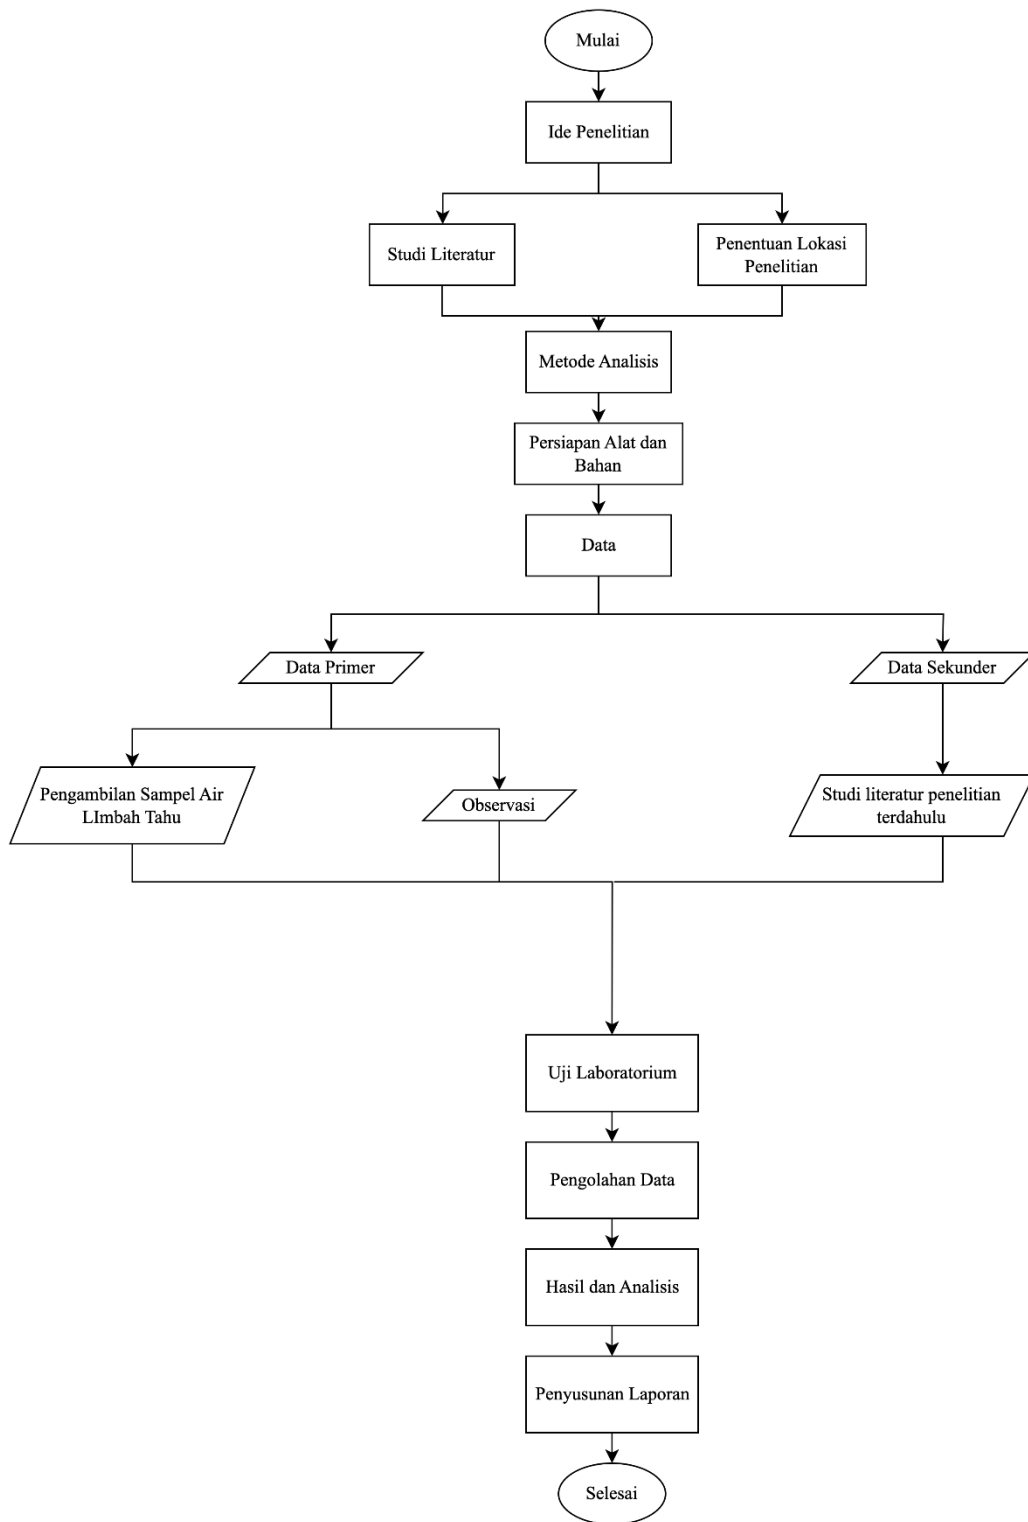 Mulai
Ide Penelitian
Studi Literatur
Penentuan Lokasi
Penelitian
Metode Analisis
Persiapan Alat dan
Bahan
Data
Data Primer
Data Sekunder
Pengambilan Sampel Air
LImbah Tahu
Observasi
Studi literatur penelitian
terdahulu
Uji Laboratorium
Pengolahan Data
Hasil dan Analisis
Penyusunan Laporan
Selesai